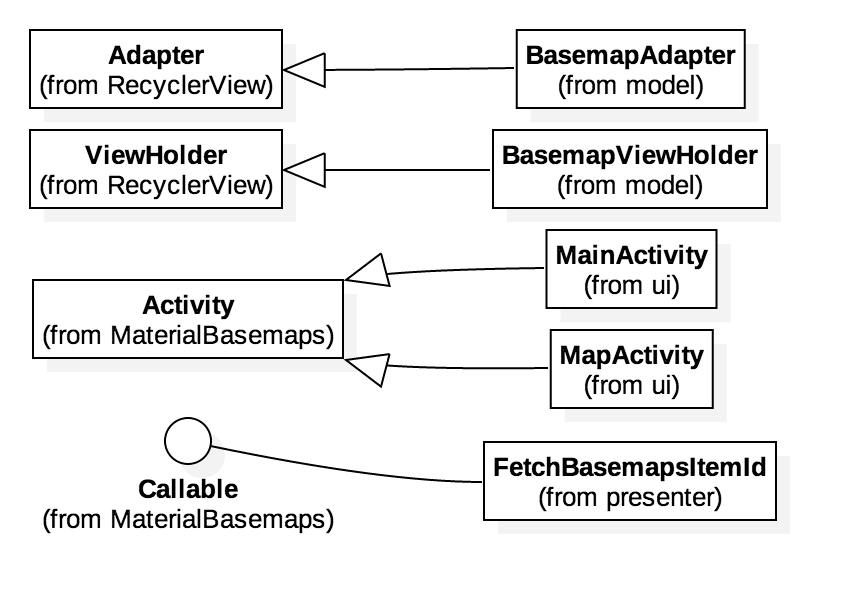 Adapter
(from RecyclerView)
BasemapAdapter
(from model)
ViewHolder
(from RecyclerView)
BasemapViewHolder
(from model)
MainActivity
(from ui)
Activity
(from MaterialBasemaps)
MapActivity
(from ui)
Callable
(from MaterialBasemaps)
FetchBasemapsItemId
(from presenter)